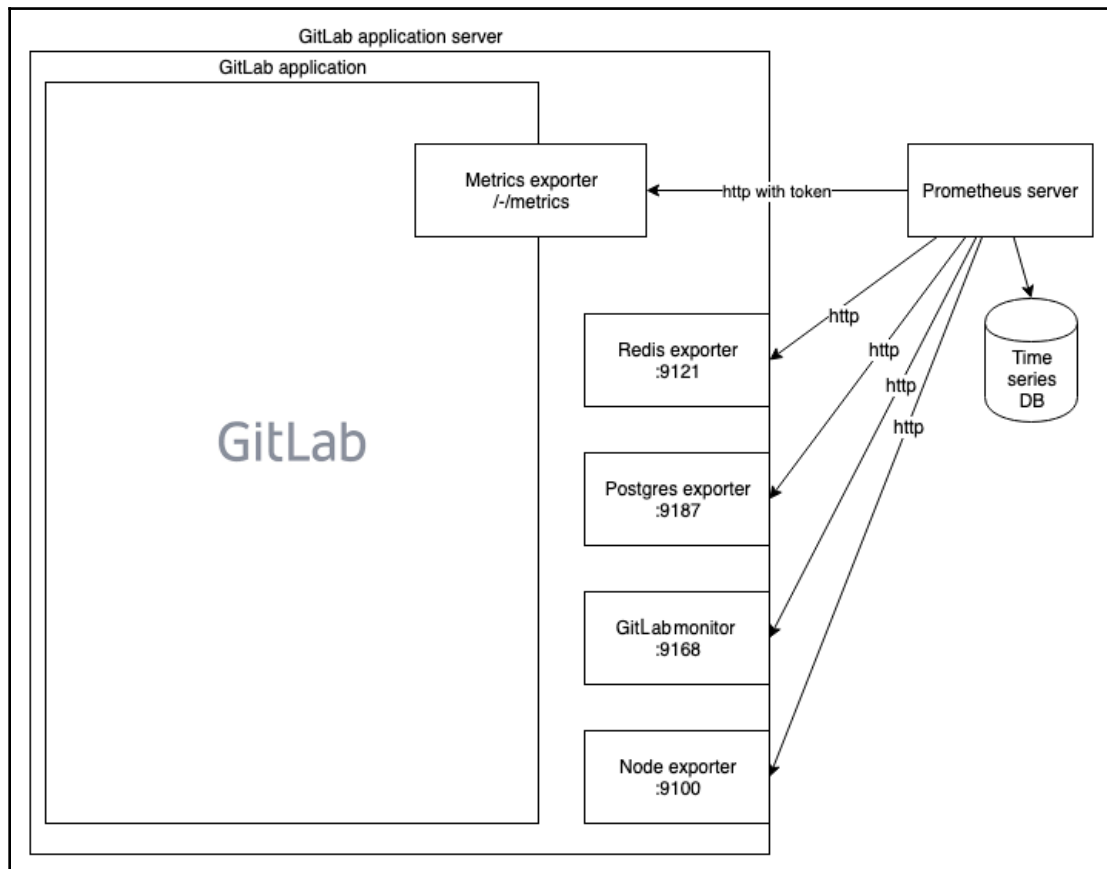 GitLab application server
GitLab application
Metrics exporter
/-/metrics
http with token
Prometheus server
http
Redis exporter
:9121
http
Time
series
DB
http
http
GitLab
Postgres exporter
:9187
GitLab monitor
:9168
Node exporter
:9100